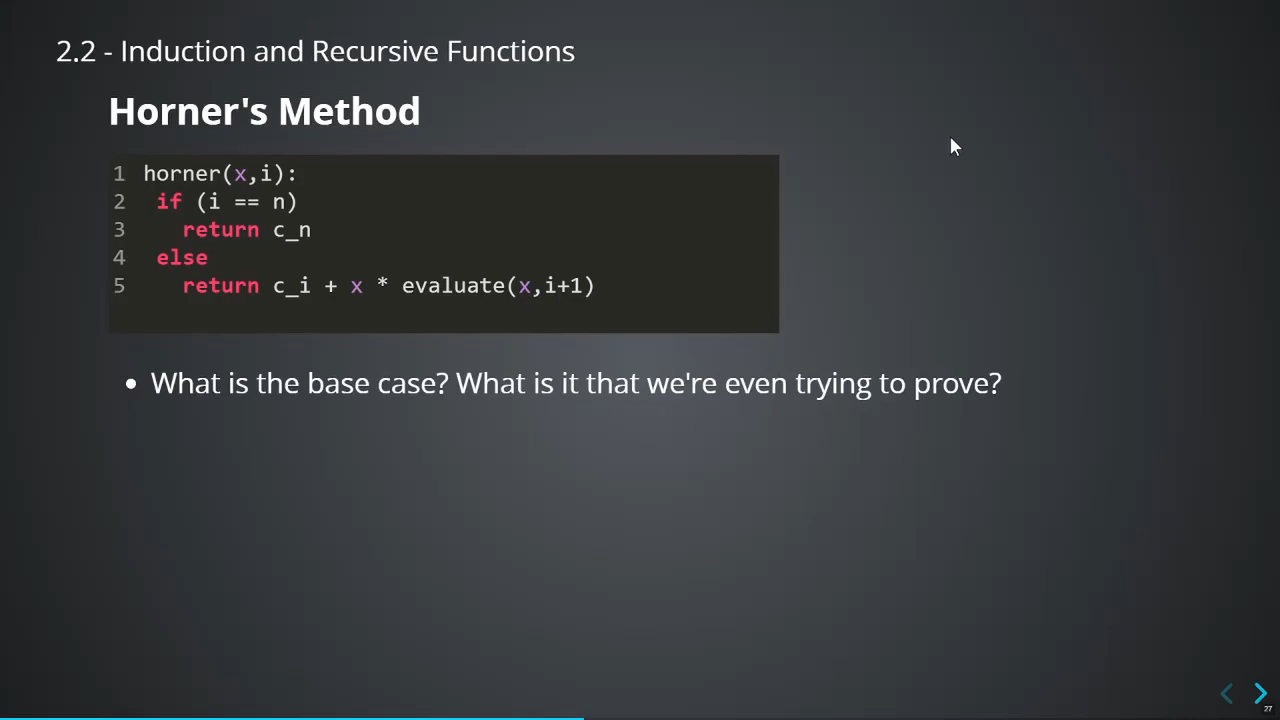 2.2 - Induction and Recursive Functions
Horner's Method
1 horner(x,i):
2 if (i == n)
3 return c_n
4 else
5 return c_i + x * evaluate(x,i+1)
• What is the base case? What is it that we're even trying to prove?
27